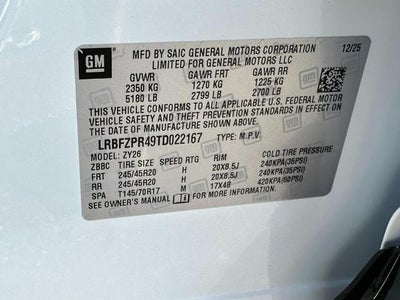 GM
MFD BY SAIC GENERAL MOTORS CORPORATION 12/25
LIMITED FOR GENERAL MOTORS LLC
GVWR GAWR FRT GAWR RR
2350 KG 1270 KG 1225 KG
5180 LB 2799 LB 2700 LB
THIS VEHICLE CONFORMS TO ALL APPLICABLE U.S. FEDERAL MOTOR
VEHICLE SAFETY AND THEFT PREVENTION STANDARDS IN EFFECT ON
THE DATE OF MANUFACTURE SHOWN ABOVE.
LRBFZPR49TD022167 TYPE: M.P.V.
MODEL: ZY26
ZBBC TIRE SIZE SPEED RTG RIM COLD TIRE PRESSURE
FRT 245/45R20 H 20X8.5J 240KPA(35PSI)
RR 245/45R20 H 20X8.5J 240KPA(35PSI)
SPA T145/70R17 M 17X4B 420KPA(60PSI)
SEE OWNER'S MANUAL FOR MORE INFORMATION.